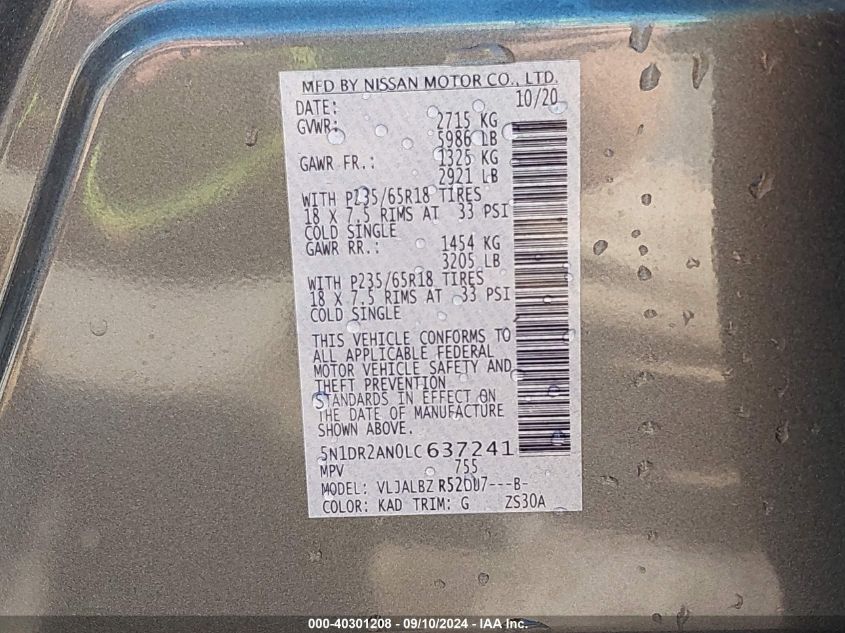 MFD BY NISSAN MOTOR CO., LTD.
DATE: 10/20
GVWR: 2715 KG
5986 LB
GAWR FR.: 1325 KG
2921 LB
WITH P235/65R18 TIRES
18 X 7.5 RIMS AT 33 PSI
COLD SINGLE
GAWR RR.: 1454 KG
3205 LB
WITH P235/65R18 TIRES
18 X 7.5 RIMS AT 33 PSI
COLD SINGLE
THIS VEHICLE CONFORMS TO
ALL APPLICABLE FEDERAL
MOTOR VEHICLE SAFETY AND
THEFT PREVENTION
STANDARDS IN EFFECT ON
THE DATE OF MANUFACTURE
SHOWN ABOVE.
5N1DR2AN0LC637241
MPV 755
MODEL: VLJALBZ R52DU7---B-
COLOR: KAD TRIM: G ZS30A
000-40301208 - 09/10/2024 - IAA Inc.